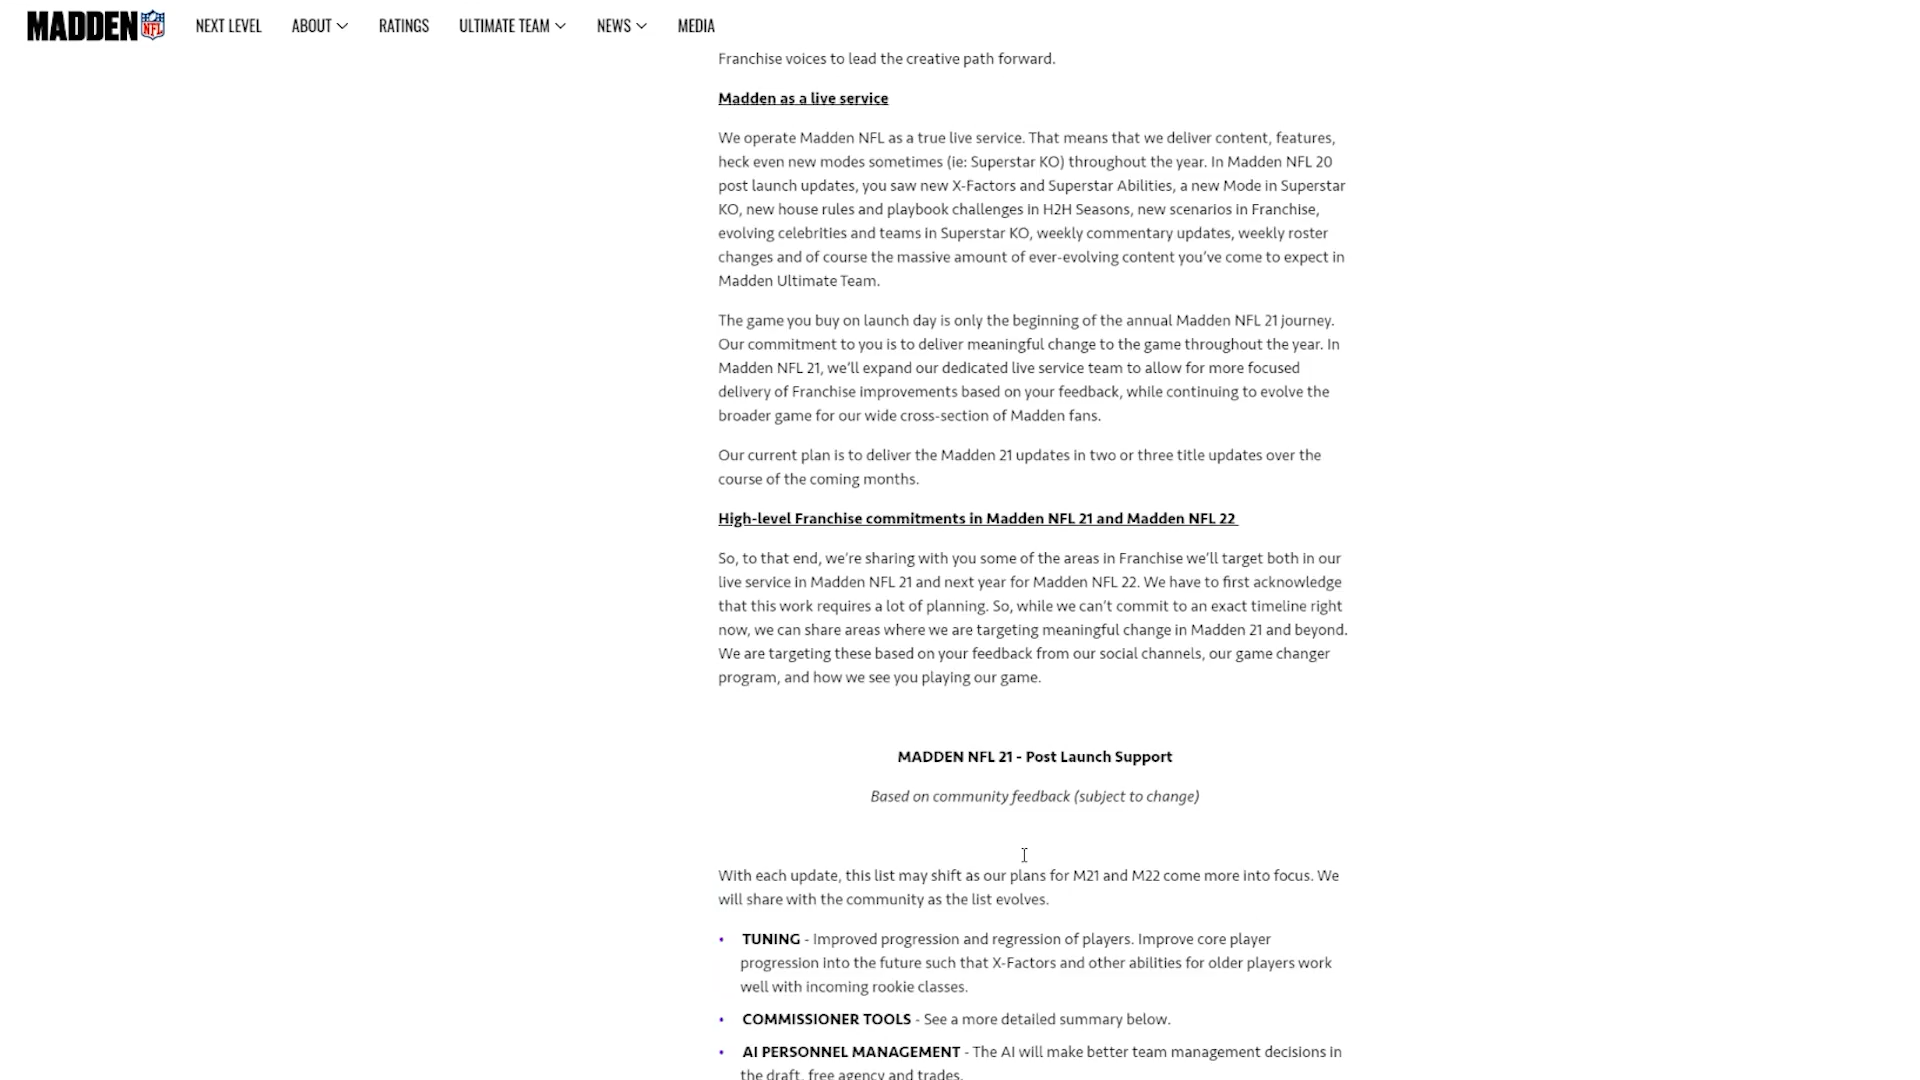 MADDEN NFL NEXT LEVEL ABOUT RATINGS ULTIMATE TEAM NEWS MEDIA
Franchise voices to lead the creative path forward.
Madden as a live service
We operate Madden NFL as a true live service. That means that we deliver content, features,
heck even new modes sometimes (ie: Superstar KO) throughout the year. In Madden NFL 20
post launch updates, you saw new X-Factors and Superstar Abilities, a new Mode in Superstar
KO, new house rules and playbook challenges in H2H Seasons, new scenarios in Franchise,
evolving celebrities and teams in Superstar KO, weekly commentary updates, weekly roster
changes and of course the massive amount of ever-evolving content you've come to expect in
Madden Ultimate Team.
The game you buy on launch day is only the beginning of the annual Madden NFL 21 journey.
Our commitment to you is to deliver meaningful change to the game throughout the year. In
Madden NFL 21, we'll expand our dedicated live service team to allow for more focused
delivery of Franchise improvements based on your feedback, while continuing to evolve the
broader game for our wide cross-section of Madden fans.
Our current plan is to deliver the Madden 21 updates in two or three title updates over the
course of the coming months.
High-level Franchise commitments in Madden NFL 21 and Madden NFL 22
So, to that end, we're sharing with you some of the areas in Franchise we'll target both in our
live service in Madden NFL 21 and next year for Madden NFL 22. We have to first acknowledge
that this work requires a lot of planning. So, while we can't commit to an exact timeline right
now, we can share areas where we are targeting meaningful change in Madden 21 and beyond.
We are targeting these based on your feedback from our social channels, our game changer
program, and how we see you playing our game.
MADDEN NFL 21 - Post Launch Support
Based on community feedback (subject to change)
With each update, this list may shift as our plans for M21 and M22 come more into focus. We
will share with the community as the list evolves.
• TUNING - Improved progression and regression of players. Improve core player
progression into the future such that X-Factors and other abilities for older players work
well with incoming rookie classes.
• COMMISSIONER TOOLS - See a more detailed summary below.
• AI PERSONNEL MANAGEMENT - The AI will make better team management decisions in
the draft, free agency and trades.